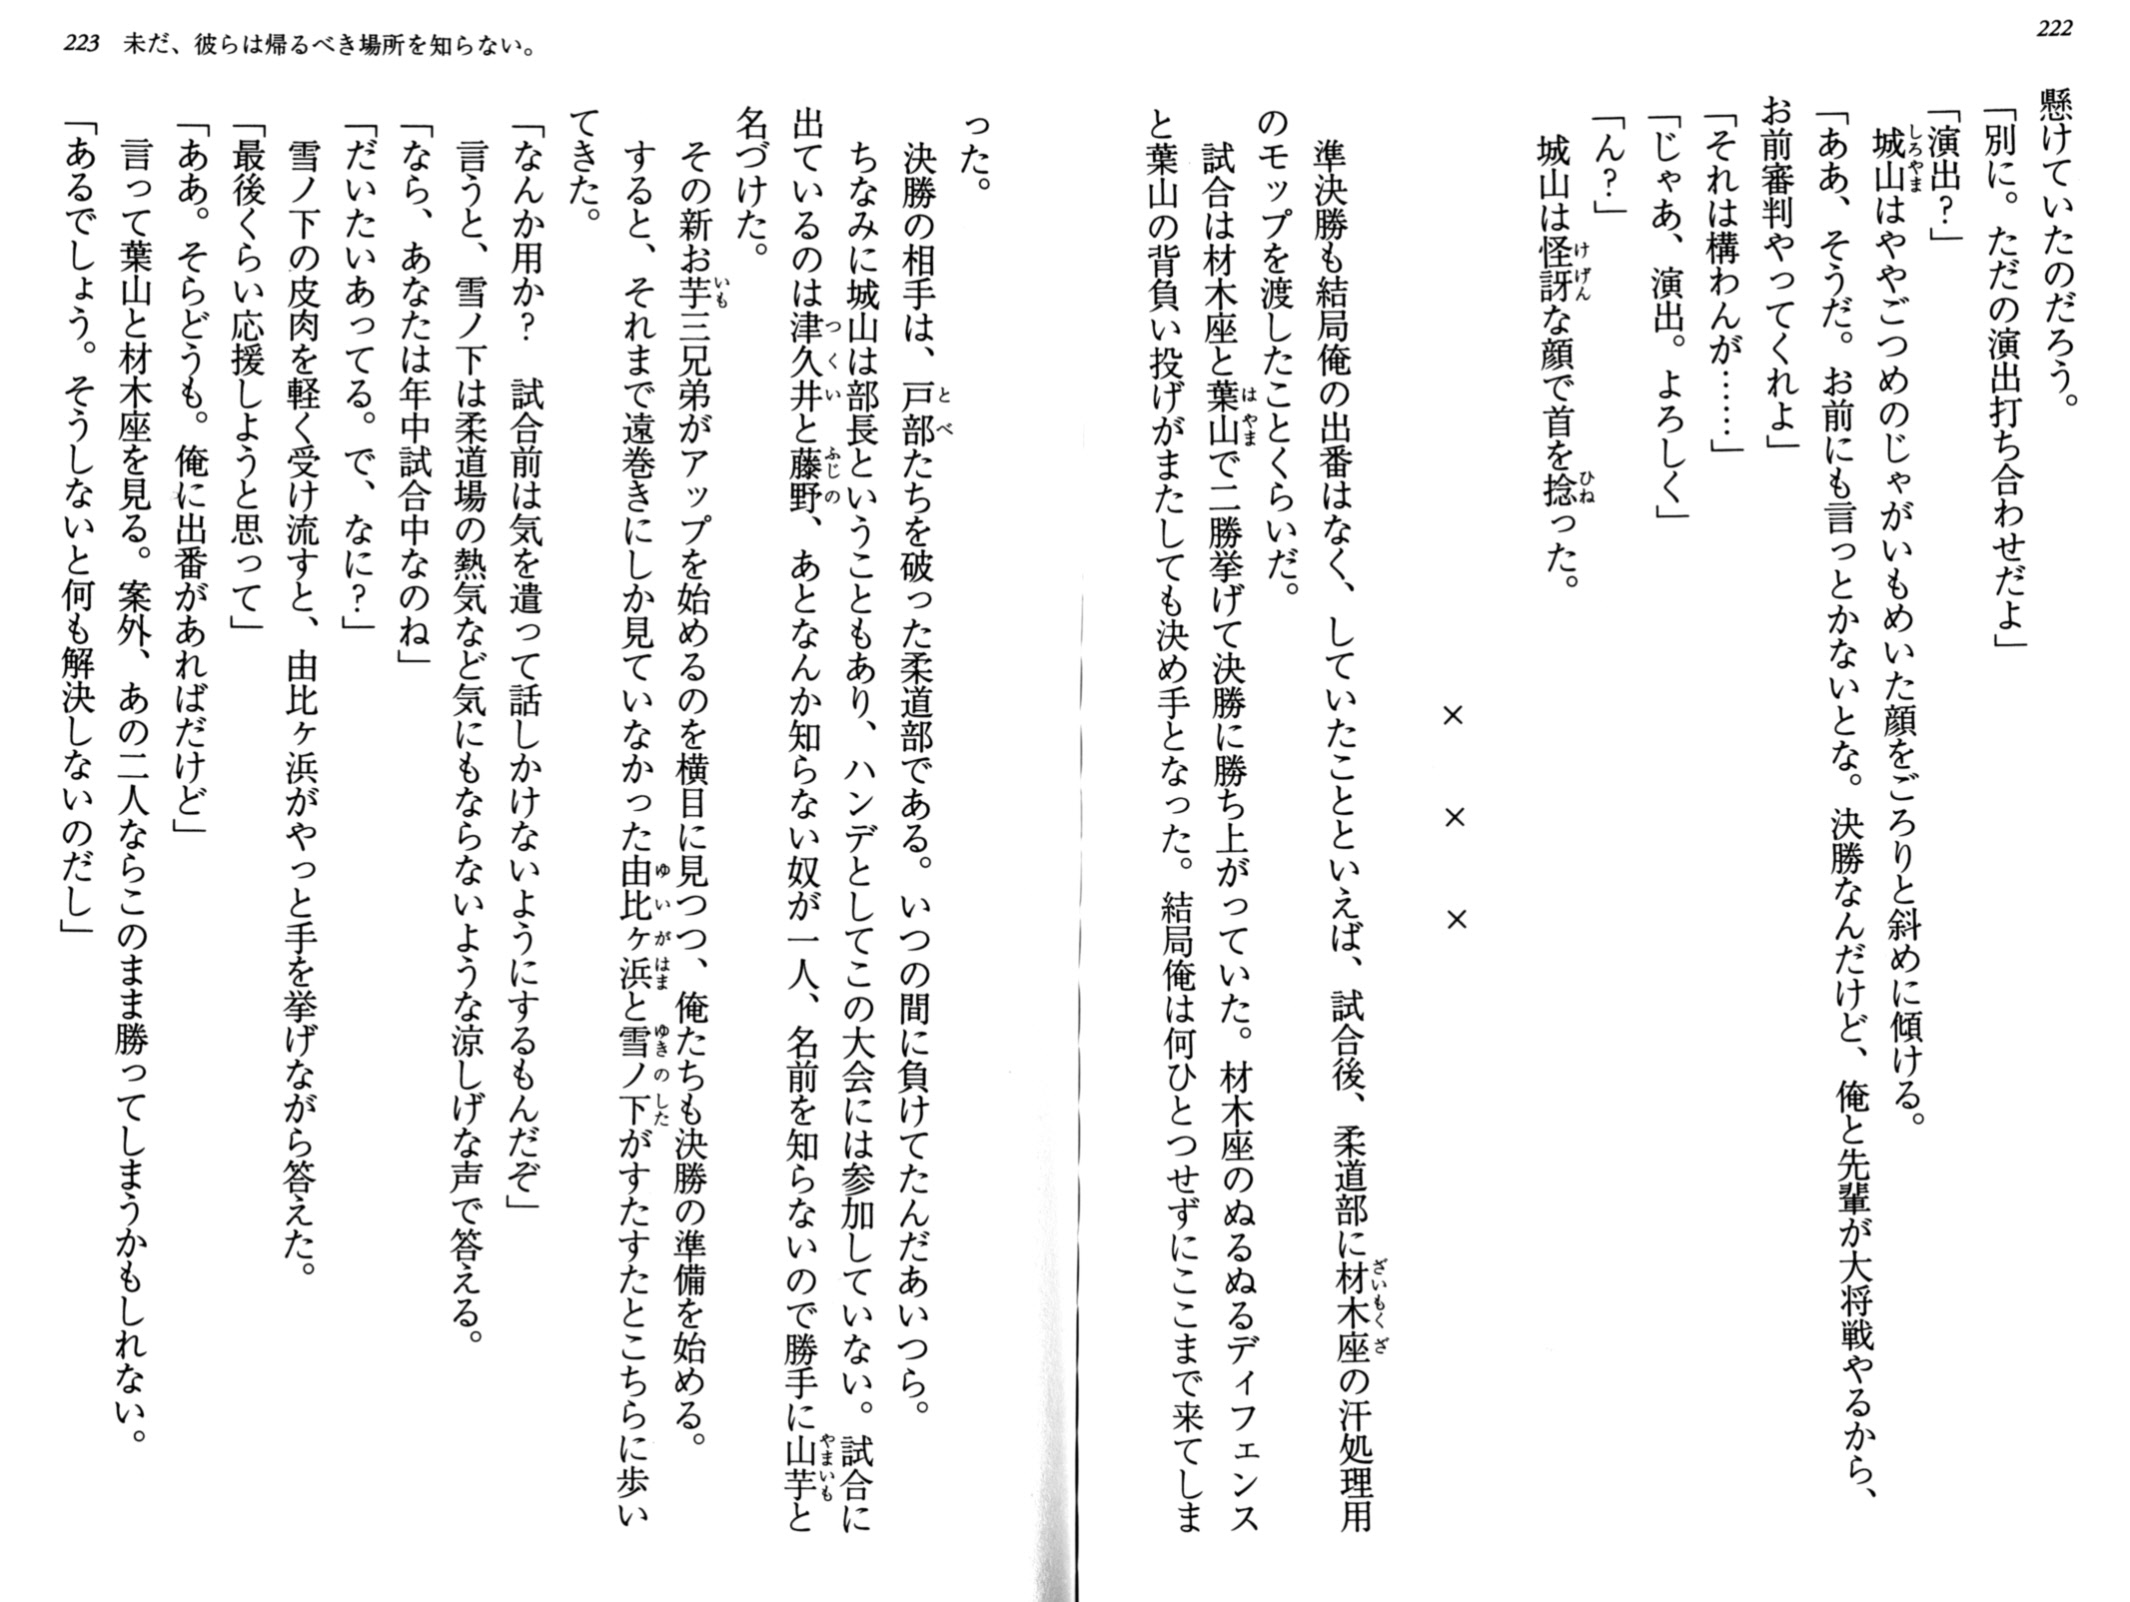 222
懸けていたのだろう。
「別に。ただの演出打ち合わせだよ」
「演出？」
城山はややごつめのじゃがいもめいた顔をごろりと斜めに傾ける。
「ああ、そうだ。お前にも言っとかないとな。決勝なんだけど、俺と先輩が大将戦やるから、
お前審判やってくれよ」
「それは構わんが……」
「じゃあ、演出。よろしく」
「ん？」
城山は怪訝な顔で首を捻った。
× × ×
準決勝も結局俺の出番はなく、していたことといえば、試合後、柔道部に材木座の汗処理用
のモップを渡したことくらいだ。
試合は材木座と葉山で二勝挙げて決勝に勝ち上がっていた。材木座のぬるぬるディフェンス
と葉山の背負い投げがまたしても決め手となった。結局俺は何ひとつせずにここまで来てしま
223 未だ、彼らは帰るべき場所を知らない。
った。
決勝の相手は、戸部たちを破った柔道部である。いつの間に負けてたんだあいつら。
ちなみに城山は部長ということもあり、ハンデとしてこの大会には参加していない。試合に
出ているのは津久井と藤野、あとなんか知らない奴が一人、名前を知らないので勝手に山芋と
名づけた。
その新お芋三兄弟がアップを始めるのを横目に見つつ、俺たちも決勝の準備を始める。
すると、それまで遠巻きにしか見ていなかった由比ヶ浜と雪ノ下がすたすたとこちらに歩い
てきた。
「なんか用か？　試合前は気を遣って話しかけないようにするもんだぞ」
言うと、雪ノ下は柔道場の熱気など気にもならないような涼しげな声で答える。
「なら、あなたは年中試合中なのね」
「だいたいあってる。で、なに？」
雪ノ下の皮肉を軽く受け流すと、由比ヶ浜がやっと手を挙げながら答えた。
「最後くらい応援しようと思って」
「ああ。そらどうも。俺に出番があればだけど」
言って葉山と材木座を見る。案外、あの二人ならこのまま勝ってしまうかもしれない。
「あるでしょう。そうしないと何も解決しないのだし」